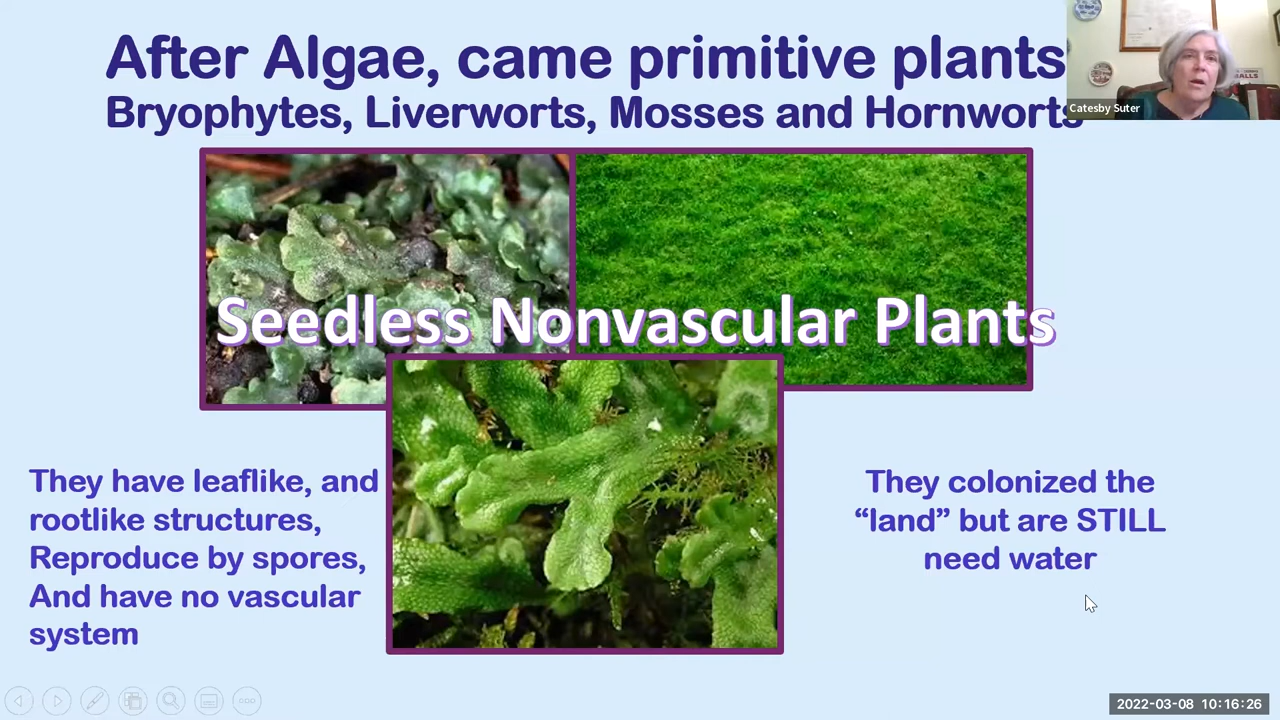 After Algae, came primitive plants
Bryophytes, Liverworts, Mosses and Hornworts
Catesby Suter
Seedless Nonvascular Plants
They have leaflike, and
rootlike structures,
Reproduce by spores,
And have no vascular
system
They colonized the
“land” but are STILL
need water
2022-03-08 10:16:26